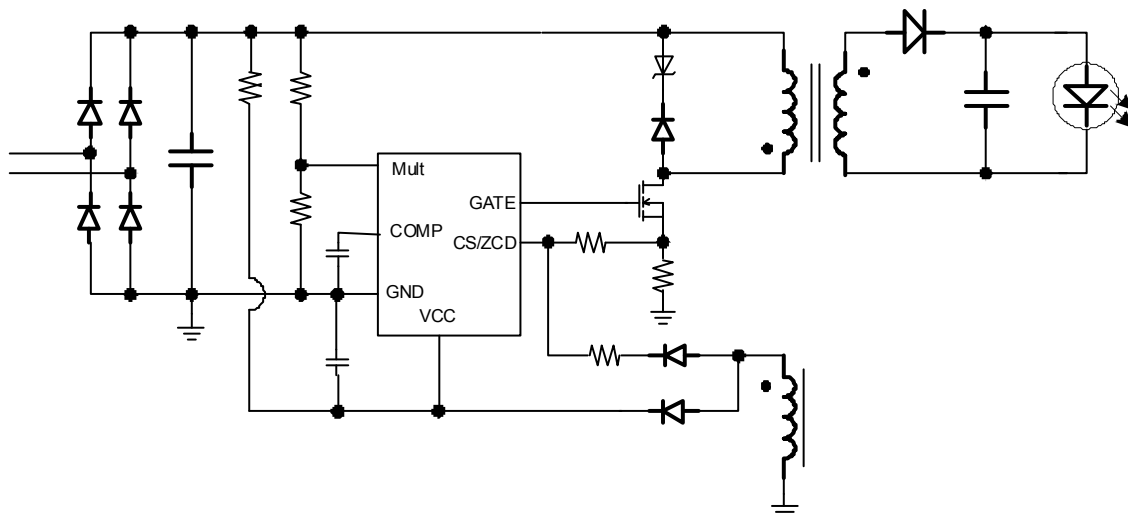 Mult
GATE
COMP
CS/ZCD
GND
VCC